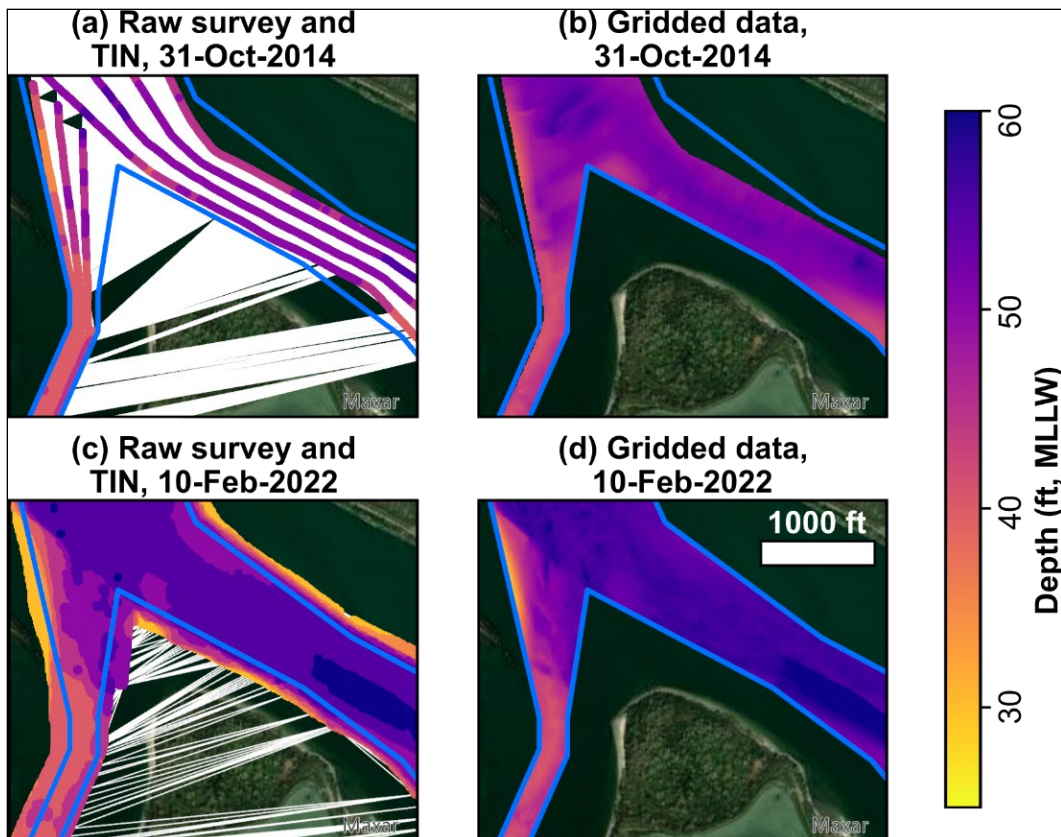 (a) Raw survey and
TIN, 31-Oct-2014
(b) Gridded data,
31-Oct-2014
Maxar
Maxar
(c) Raw survey and
TIN, 10-Feb-2022
(d) Gridded data,
10-Feb-2022
1000 ft
Maxar
Maxar
60
50
40
30
Depth (ft, MLLW)